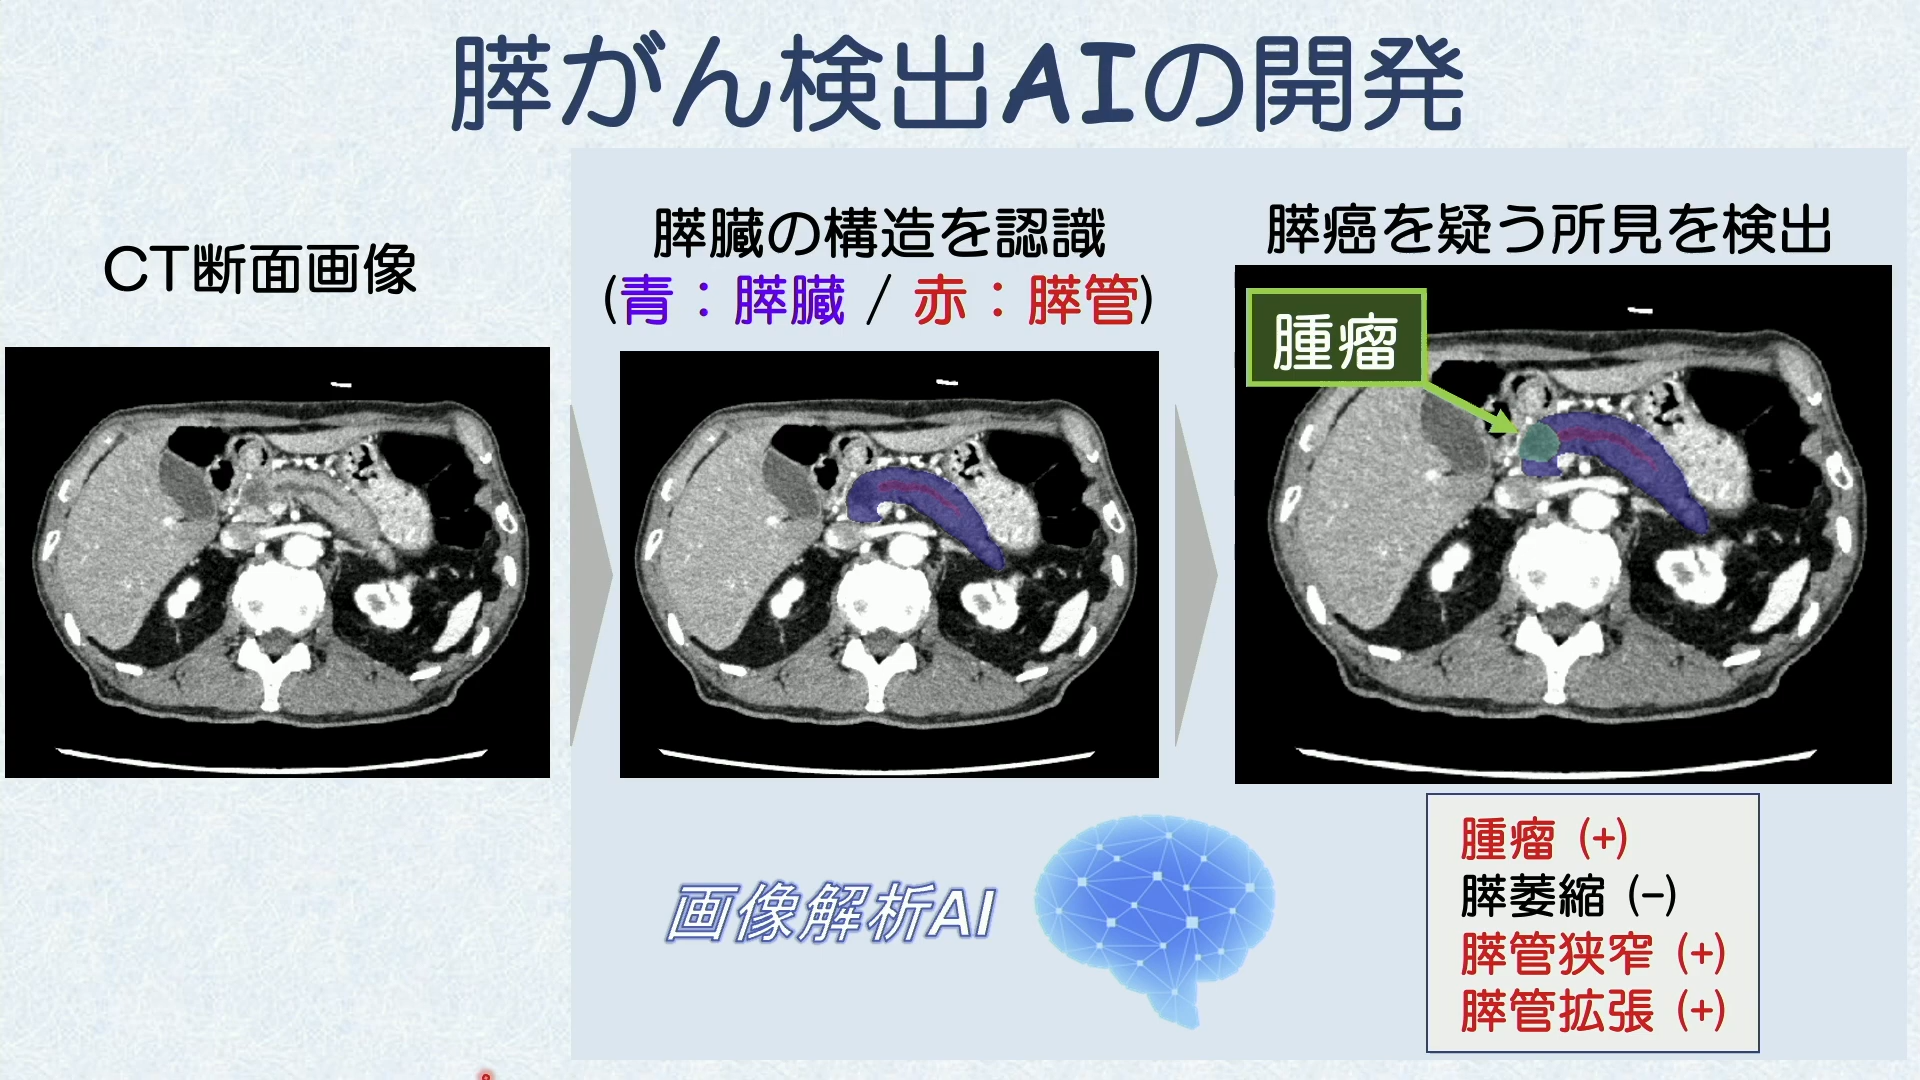 膵がん検出AIの開発
CT断面画像
膵臓の構造を認識
(青：膵臓 / 赤：膵管)
膵癌を疑う所見を検出
腫瘤
画像解析AI
腫瘤 (+)
膵萎縮 (−)
膵管狭窄 (+)
膵管拡張 (+)